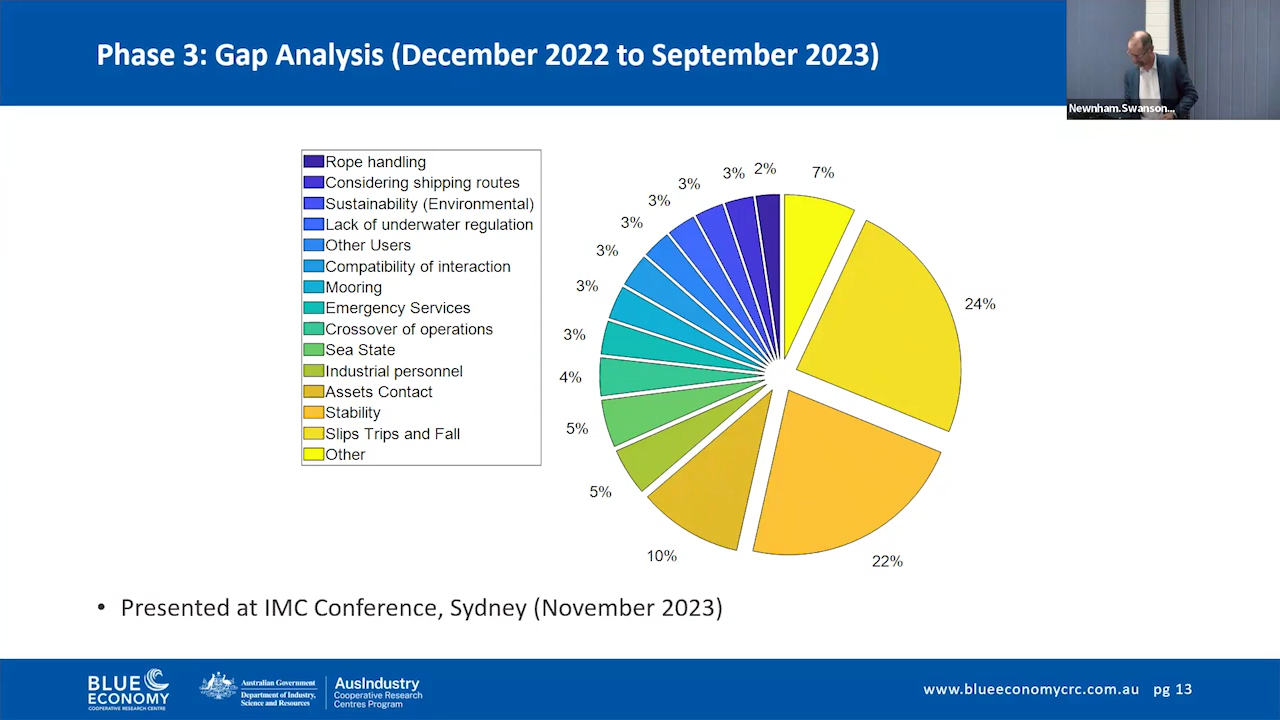 Phase 3: Gap Analysis (December 2022 to September 2023)
Newnham.Swanson...
Rope handling
Considering shipping routes
Sustainability (Environmental)
Lack of underwater regulation
Other Users
Compatibility of interaction
Mooring
Emergency Services
Crossover of operations
Sea State
Industrial personnel
Assets Contact
Stability
Slips Trips and Fall
Other
2%
7%
3%
3%
3%
3%
3%
3%
3%
4%
5%
5%
10%
22%
24%
• Presented at IMC Conference, Sydney (November 2023)
BLUE
ECONOMY
COOPERATIVE RESEARCH CENTRE
Australian Government
Department of Industry,
Science and Resources
AusIndustry
Cooperative Research
Centres Program
www.blueeconomycrc.com.au pg 13